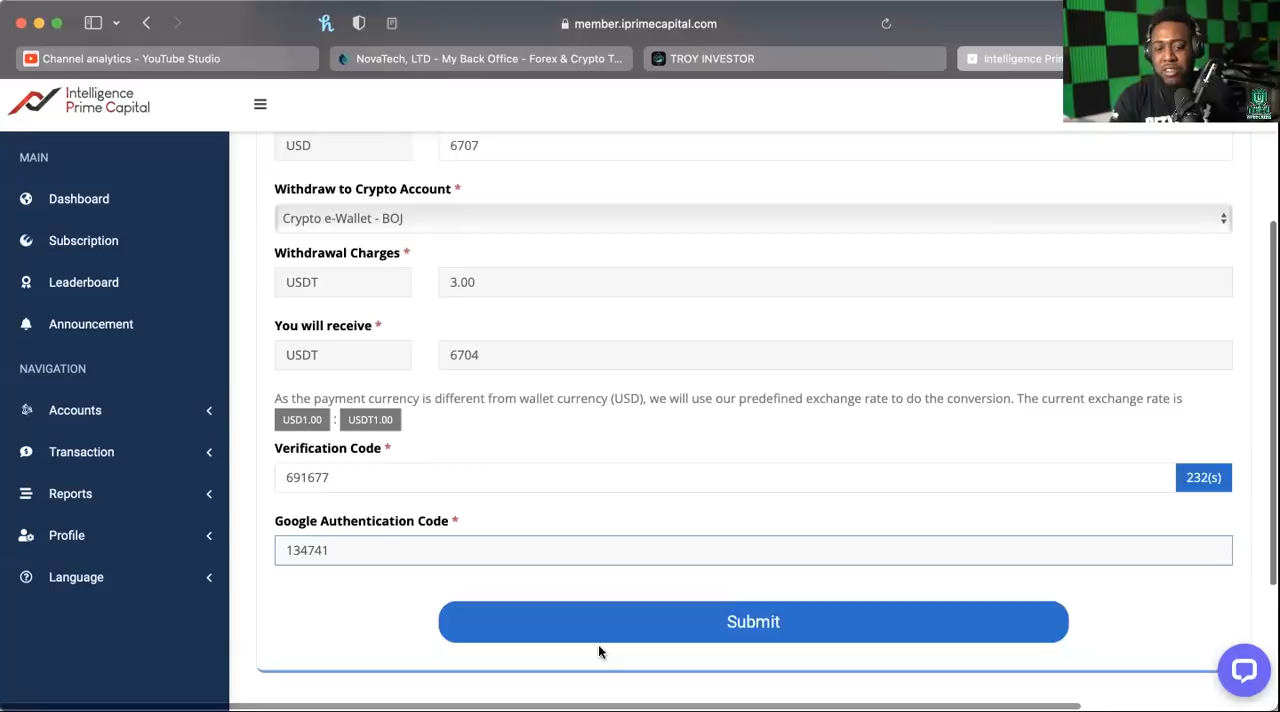 member.iprimecapital.com
Channel analytics - YouTube Studio
NovaTech, LTD - My Back Office - Forex & Crypto T...
TROY INVESTOR
Intelligence
Prime Capital
MAIN
Dashboard
Subscription
Leaderboard
Announcement
NAVIGATION
Accounts
Transaction
Reports
Profile
Language
USD
6707
Withdraw to Crypto Account *
Crypto e-Wallet - BOJ
Withdrawal Charges *
USDT
3.00
You will receive *
USDT
6704
As the payment currency is different from wallet currency (USD), we will use our predefined exchange rate to do the conversion. The current exchange rate is
USD1.00 : USDT1.00
Verification Code *
691677
232(s)
Google Authentication Code *
134741
Submit